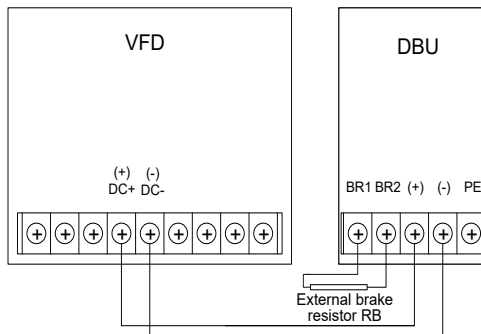 VFD
DBU
(+) (-)
DC+ DC-
BR1 BR2 (+) (-) PE
External brake
resistor RB